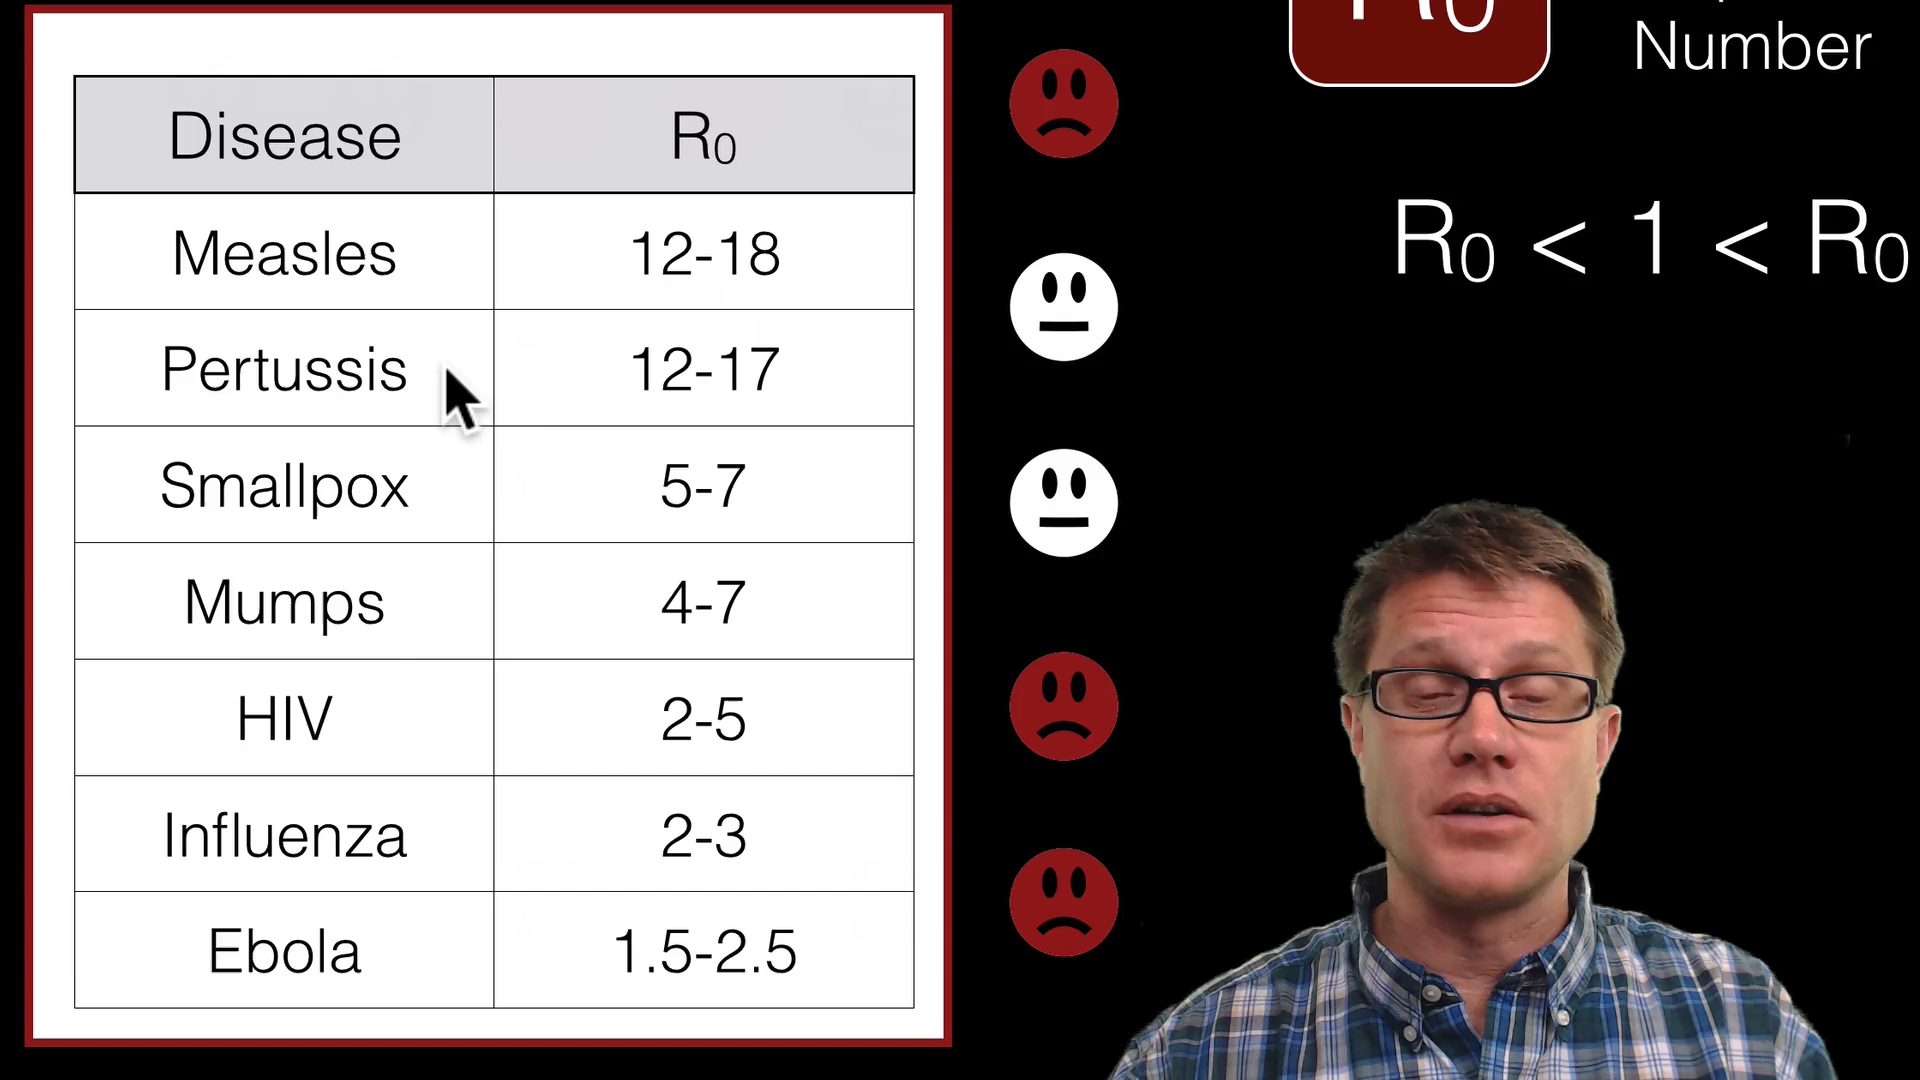 Disease R₀
Measles 12-18
Pertussis 12-17
Smallpox 5-7
Mumps 4-7
HIV 2-5
Influenza 2-3
Ebola 1.5-2.5
R₀
Number
R₀ < 1 < R₀